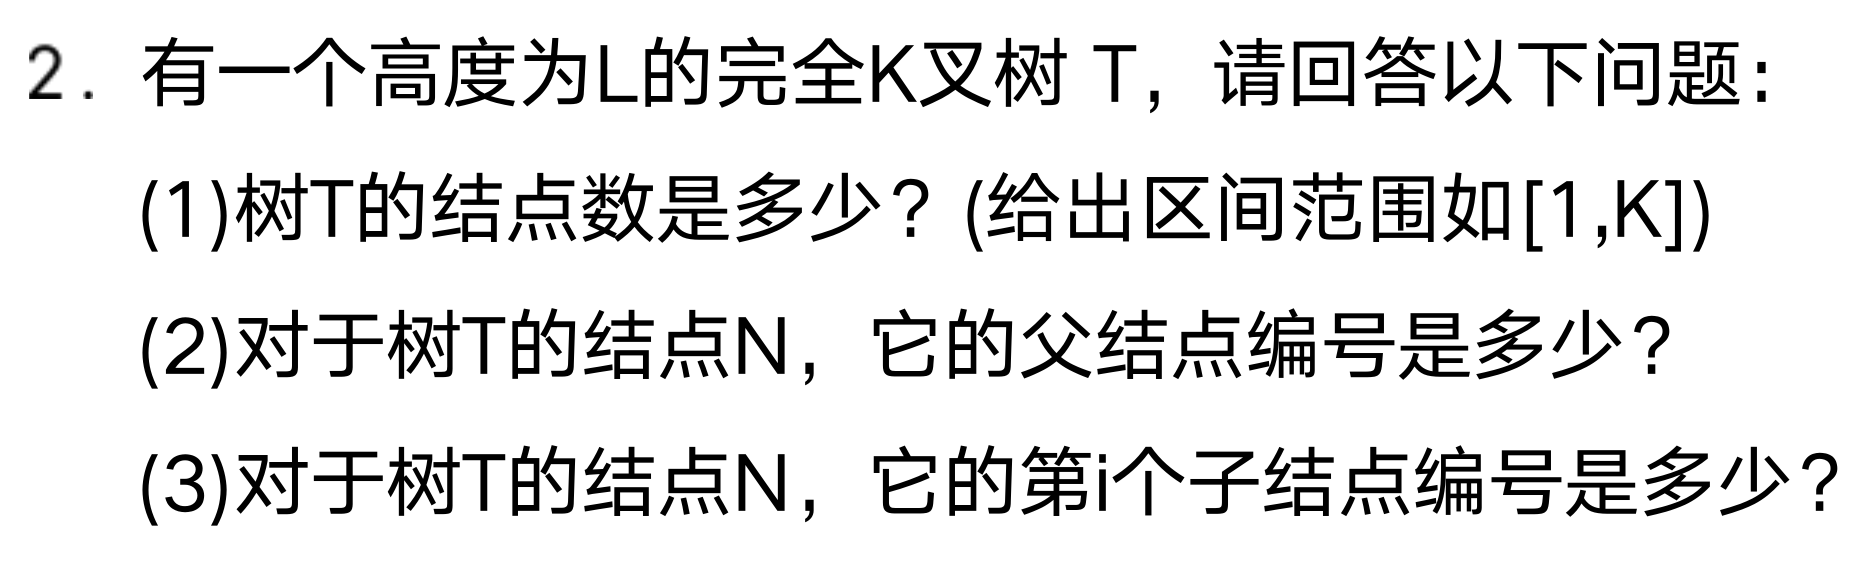 2. 有一个高度为L的完全K叉树 T，请回答以下问题：
(1)树T的结点数是多少？(给出区间范围如[1,K])
(2)对于树T的结点N，它的父结点编号是多少？
(3)对于树T的结点N，它的第i个子结点编号是多少？